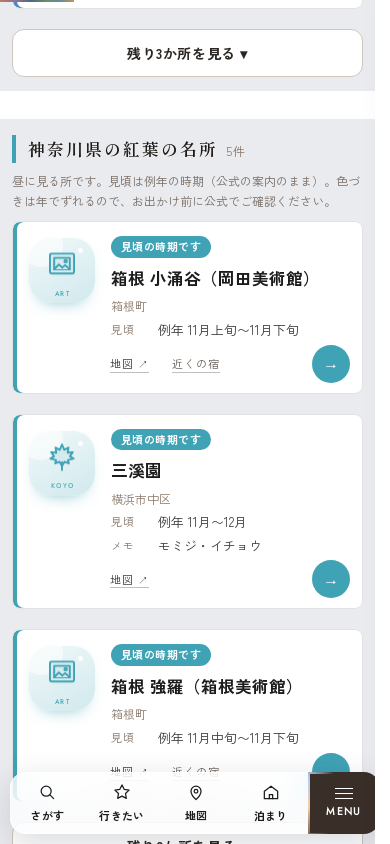 残り3か所を見る ▾
神奈川県の紅葉の名所 5件
昼に見る所です。見頃は例年の時期（公式の案内のまま）。色づ
きは年でずれるので、お出かけ前に公式でご確認ください。
見頃の時期です
箱根 小涌谷（岡田美術館）
ART
箱根町
見頃 例年 11月上旬〜11月下旬
地図 ↗ 近くの宿
→
見頃の時期です
三溪園
KOYO
横浜市中区
見頃 例年 11月〜12月
メモ モミジ・イチョウ
地図 ↗
→
見頃の時期です
箱根 強羅（箱根美術館）
ART
箱根町
見頃 例年 11月中旬〜11月下旬
地図 ↗ 近くの宿
さがす 行きたい 地図 泊まり MENU